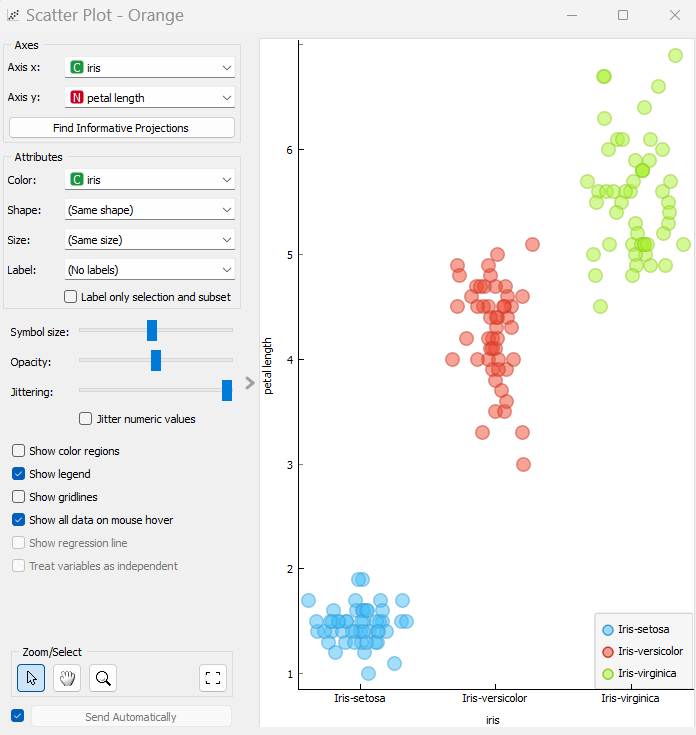 Scatter Plot - Orange
Axes
Axis x: C iris
Axis y: N petal length
Find Informative Projections
Attributes
Color: C iris
Shape: (Same shape)
Size: (Same size)
Label: (No labels)
Label only selection and subset
Symbol size:
Opacity:
Jittering:
Jitter numeric values
Show color regions
Show legend
Show gridlines
Show all data on mouse hover
Show regression line
Treat variables as independent
Zoom/Select
Send Automatically
petal length
6
5
4
3
2
1
Iris-setosa
Iris-versicolor
Iris-virginica
Iris-setosa Iris-versicolor Iris-virginica
iris